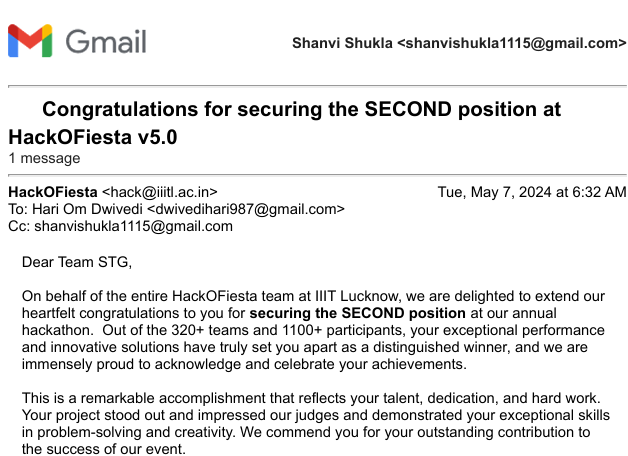 Gmail
Shanvi Shukla <shanvishukla1115@gmail.com>
Congratulations for securing the SECOND position at
HackOFiesta v5.0
1 message
HackOFiesta <hack@iiitl.ac.in>
Tue, May 7, 2024 at 6:32 AM
To: Hari Om Dwivedi <dwivedihari987@gmail.com>
Cc: shanvishukla1115@gmail.com
Dear Team STG,
On behalf of the entire HackOFiesta team at IIIT Lucknow, we are delighted to extend our
heartfelt congratulations to you for securing the SECOND position at our annual
hackathon.  Out of the 320+ teams and 1100+ participants, your exceptional performance
and innovative solutions have truly set you apart as a distinguished winner, and we are
immensely proud to acknowledge and celebrate your achievements.
This is a remarkable accomplishment that reflects your talent, dedication, and hard work.
Your project stood out and impressed our judges and demonstrated your exceptional skills
in problem-solving and creativity. We commend you for your outstanding contribution to
the success of our event.